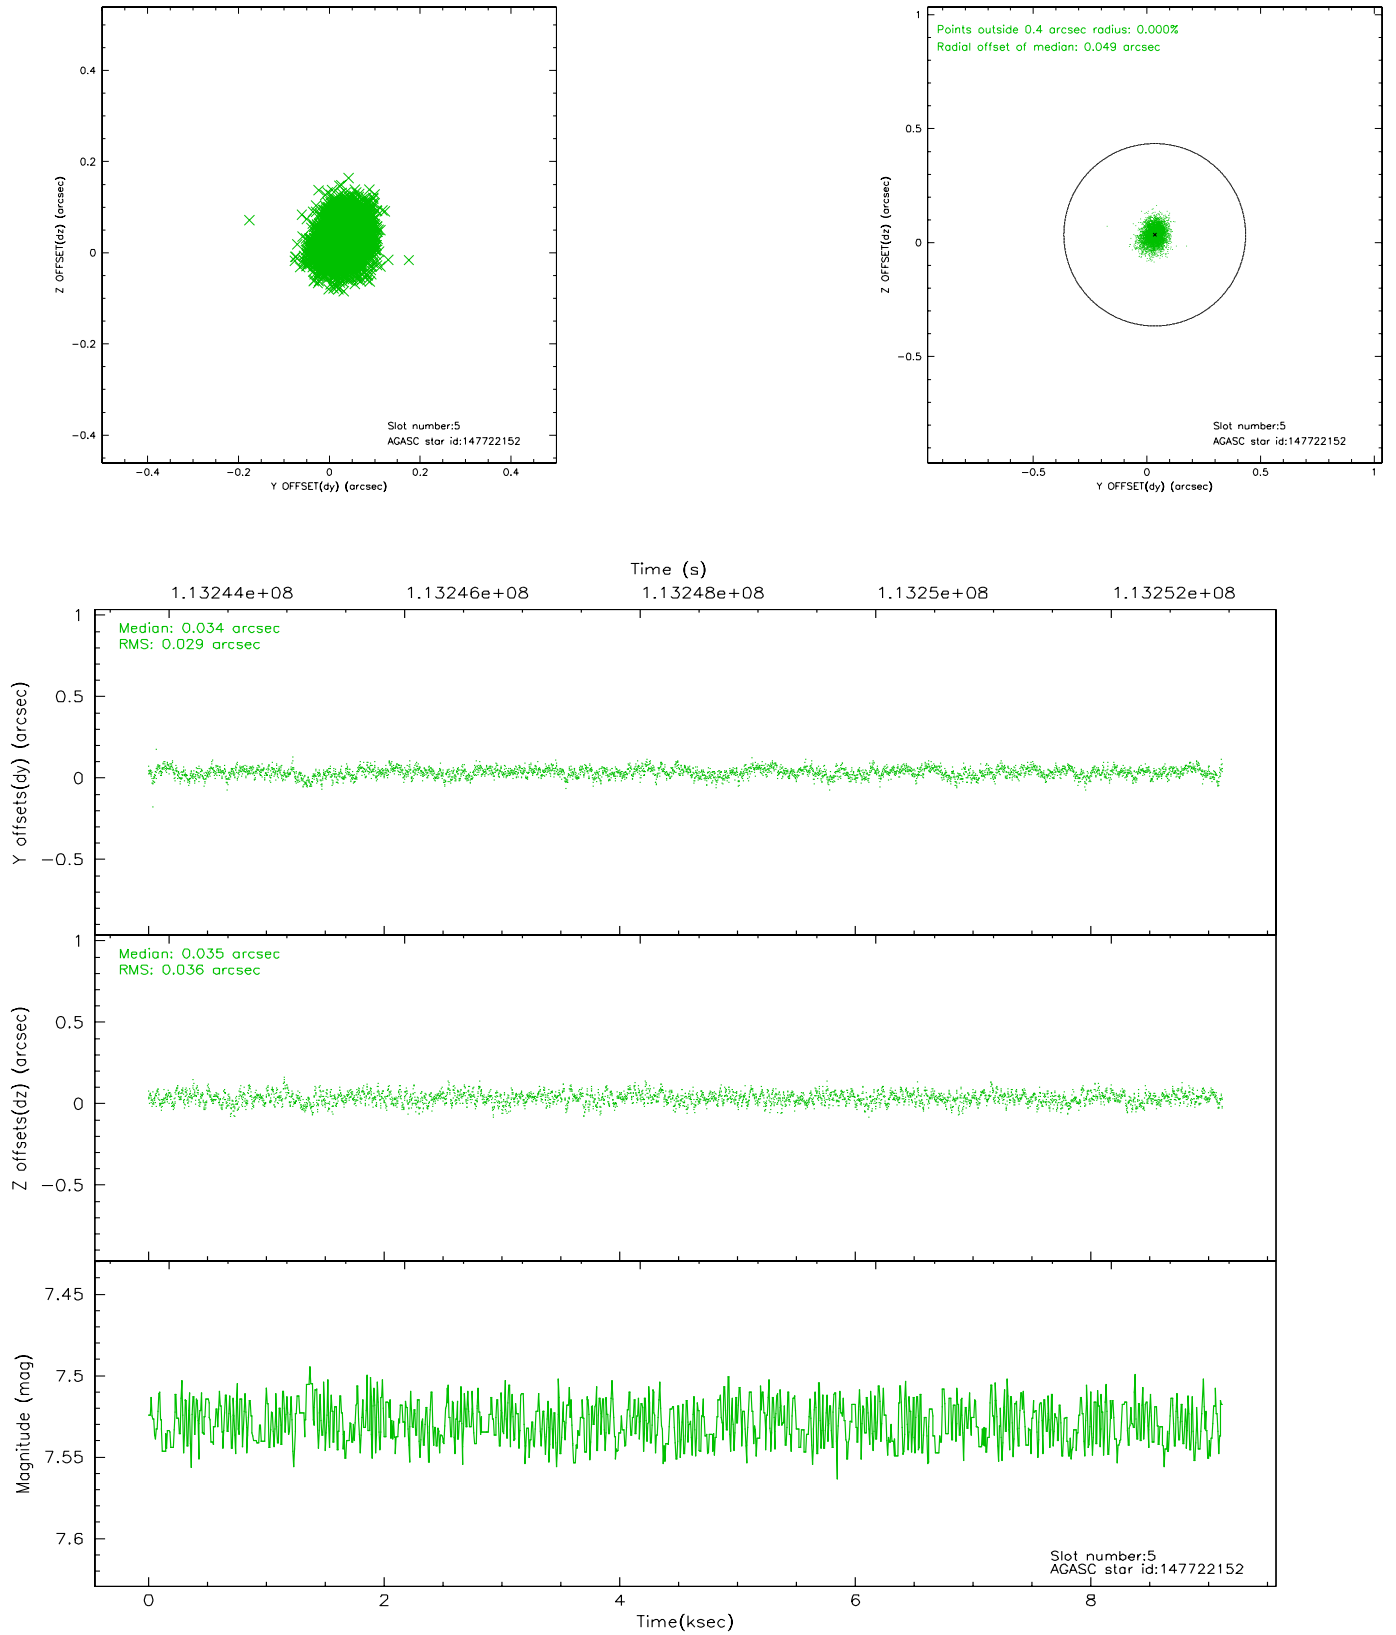 0.4
0.2
0
−0.2
−0.4
Z OFFSET(dz) (arcsec)
Slot number:5
AGASC star id:147722152
−0.4 −0.2 0 0.2 0.4
Y OFFSET(dy) (arcsec)
Points outside 0.4 arcsec radius: 0.000%
Radial offset of median: 0.049 arcsec
1
0.5
0
−0.5
Z OFFSET(dz) (arcsec)
Slot number:5
AGASC star id:147722152
−0.5 0 0.5 1
Y OFFSET(dy) (arcsec)
Time (s)
1.13244e+08 1.13246e+08 1.13248e+08 1.1325e+08 1.13252e+08
Median: 0.034 arcsec
RMS: 0.029 arcsec
1
0.5
0
−0.5
Y offsets(dy) (arcsec)
Median: 0.035 arcsec
RMS: 0.036 arcsec
1
0.5
0
−0.5
Z offsets(dz) (arcsec)
7.45
7.5
7.55
7.6
Magnitude (mag)
Slot number:5
AGASC star id:147722152
0 2 4 6 8
Time(ksec)